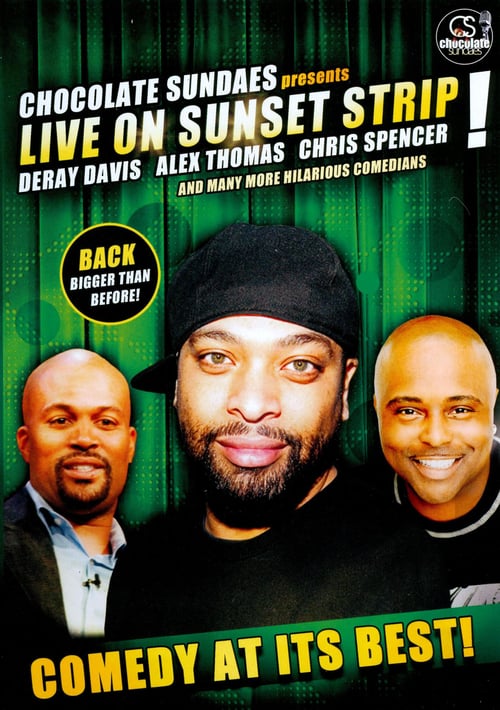 CS
chocolate
sundaes
CHOCOLATE SUNDAES presents
LIVE ON SUNSET STRIP!
DERAY DAVIS ALEX THOMAS CHRIS SPENCER
AND MANY MORE HILARIOUS COMEDIANS
BACK
BIGGER THAN
BEFORE!
COMEDY AT ITS BEST!